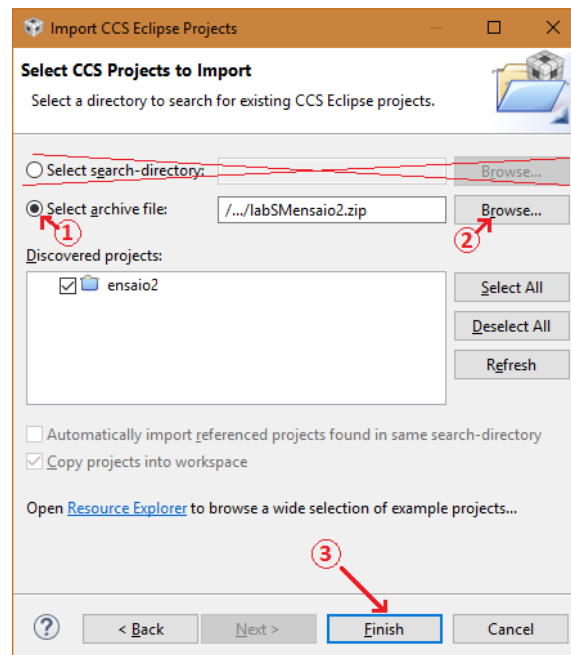 Import CCS Eclipse Projects
Select CCS Projects to Import
Select a directory to search for existing CCS Eclipse projects.
Select search-directory: Browse...
Select archive file: /.../labSMensaio2.zip Browse...
1 2
Discovered projects:
ensaio2
Select All
Deselect All
Refresh
Automatically import referenced projects found in same search-directory
Copy projects into workspace
Open Resource Explorer to browse a wide selection of example projects...
3
? < Back Next > Finish Cancel